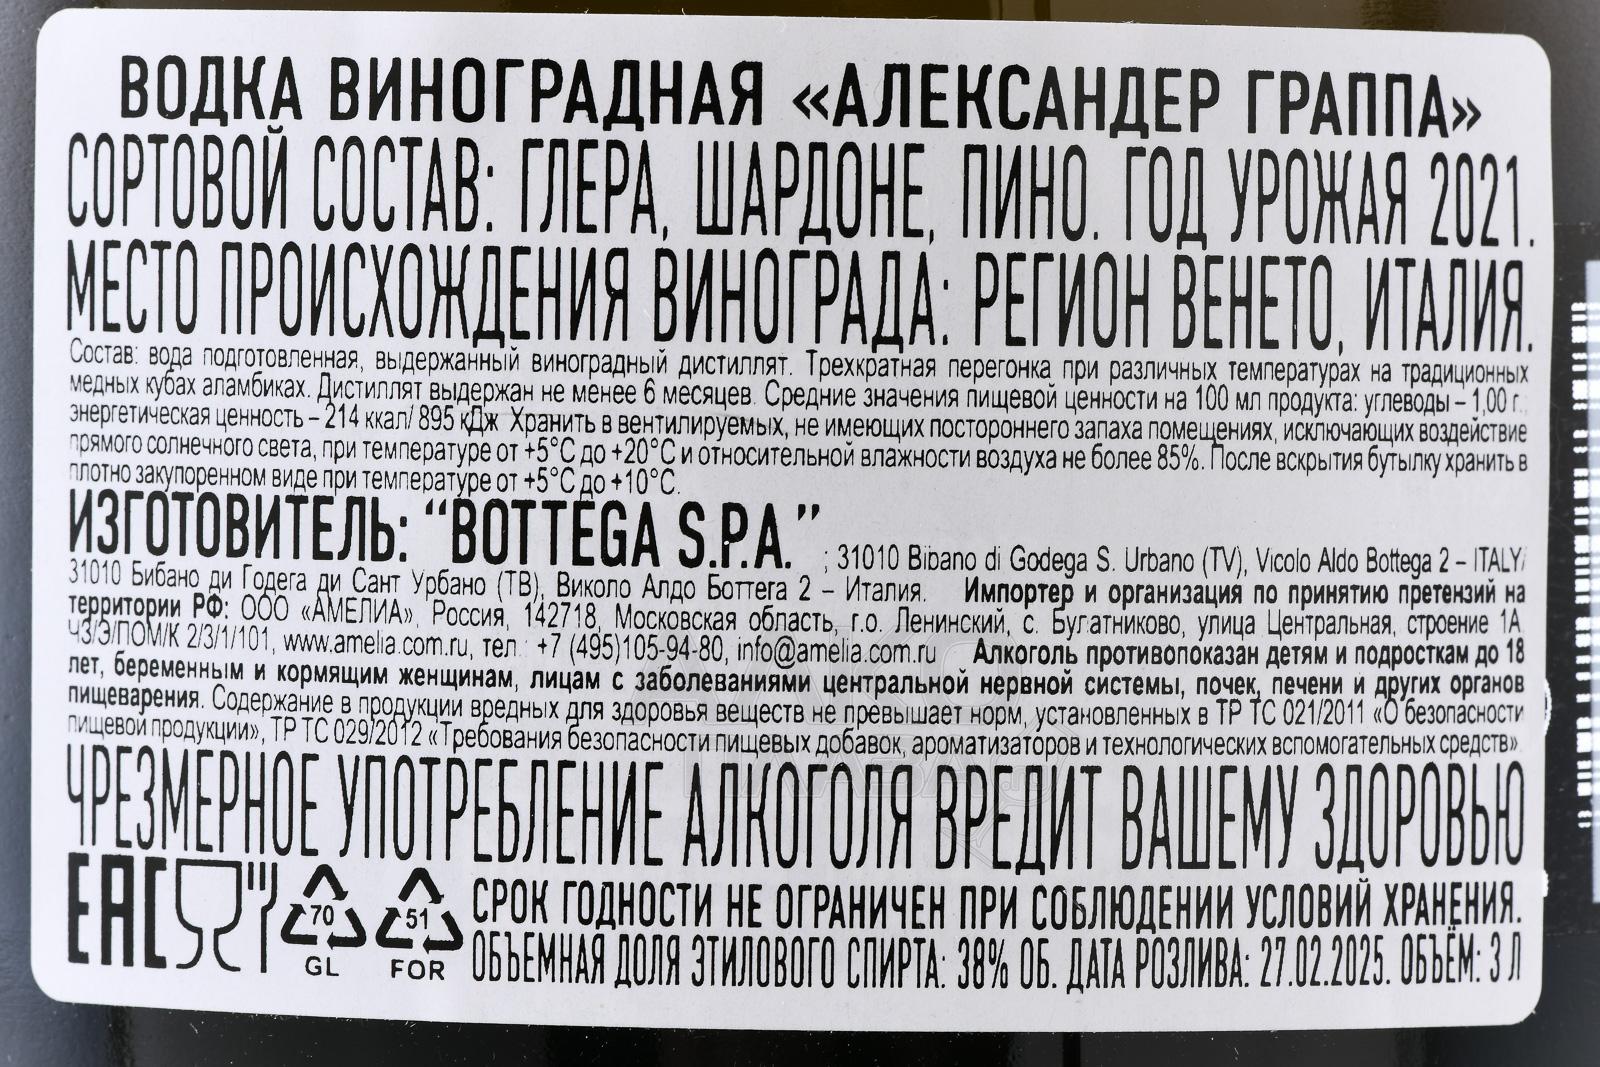 ВОДКА ВИНОГРАДНАЯ «АЛЕКСАНДЕР ГРАППА»
СОРТОВОЙ СОСТАВ: ГЛЕРА, ШАРДОНЕ, ПИНО. ГОД УРОЖАЯ 2021.
МЕСТО ПРОИСХОЖДЕНИЯ ВИНОГРАДА: РЕГИОН ВЕНЕТО, ИТАЛИЯ.
Состав: вода подготовленная, выдержанный виноградный дистиллят. Трехкратная перегонка при различных температурах на традиционных
медных кубах аламбиках. Дистиллят выдержан не менее 6 месяцев. Средние значения пищевой ценности на 100 мл продукта: углеводы – 1,00 г.,
энергетическая ценность – 214 ккал/ 895 кДж Хранить в вентилируемых, не имеющих постороннего запаха помещениях, исключающих воздействие
прямого солнечного света, при температуре от +5°C до +20°C и относительной влажности воздуха не более 85%. После вскрытия бутылку хранить в
плотно закупоренном виде при температуре от +5°C до +10°C.
ИЗГОТОВИТЕЛЬ: “BOTTEGA S.P.A.” ; 31010 Bibano di Godega S. Urbano (TV), Vicolo Aldo Bottega 2 – ITALY/
31010 Бибано ди Годега ди Сант Урбано (ТВ), Виколо Алдо Боттега 2 – Италия. Импортер и организация по принятию претензий на
территории РФ: ООО «АМЕЛИА», Россия, 142718, Московская область, г.о. Ленинский, с. Булатниково, улица Центральная, строение 1А
ЧЗ/Э/ПОМ/К 2/3/1/101, www.amelia.com.ru, тел.: +7 (495)105-94-80, info@amelia.com.ru Алкоголь противопоказан детям и подросткам до 18
лет, беременным и кормящим женщинам, лицам с заболеваниями центральной нервной системы, почек, печени и других органов
пищеварения. Содержание в продукции вредных для здоровья веществ не превышает норм, установленных в ТР ТС 021/2011 «О безопасности
пищевой продукции», ТР ТС 029/2012 «Требования безопасности пищевых добавок, ароматизаторов и технологических вспомогательных средств».
ЧРЕЗМЕРНОЕ УПОТРЕБЛЕНИЕ АЛКОГОЛЯ ВРЕДИТ ВАШЕМУ ЗДОРОВЬЮ
EAC 70 GL 51 FOR
СРОК ГОДНОСТИ НЕ ОГРАНИЧЕН ПРИ СОБЛЮДЕНИИ УСЛОВИЙ ХРАНЕНИЯ.
ОБЪЕМНАЯ ДОЛЯ ЭТИЛОВОГО СПИРТА: 38% ОБ. ДАТА РОЗЛИВА: 27.02.2025. ОБЪЁМ: 3 Л